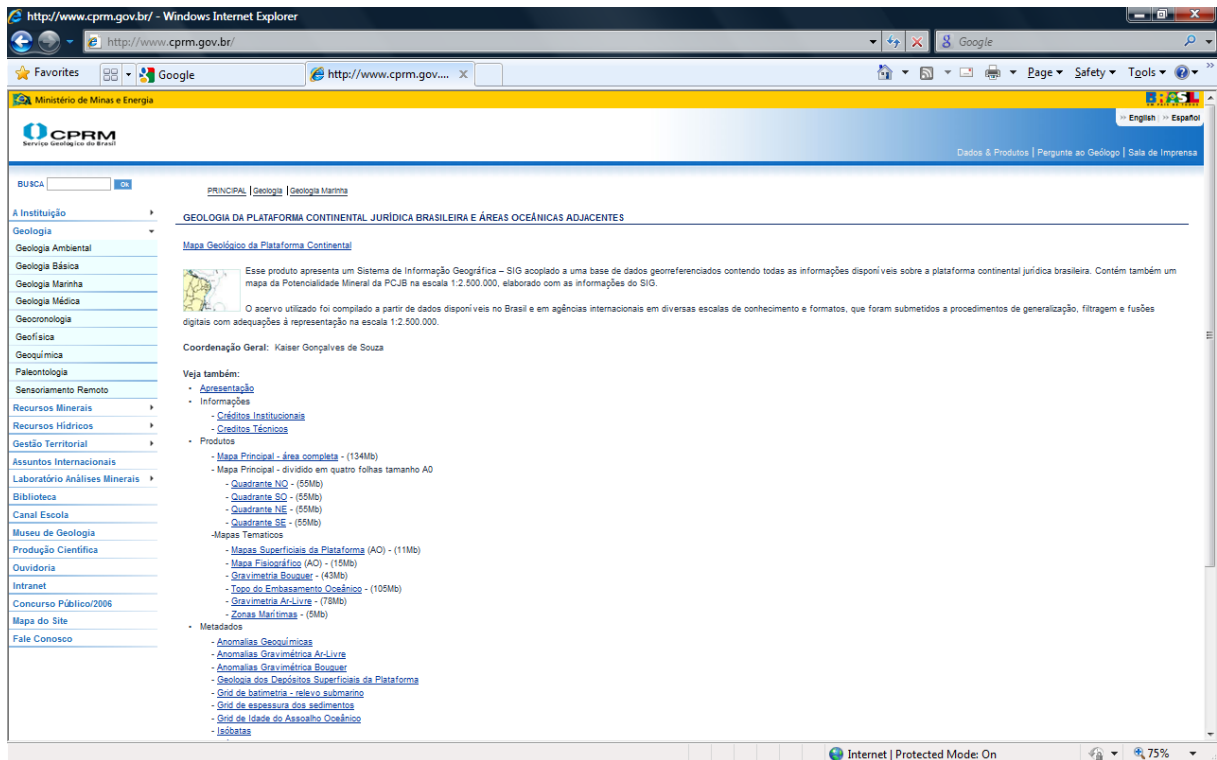 http://www.cprm.gov.br/ - Windows Internet Explorer
http://www.cprm.gov.br/
Google
Favorites
Google
http://www.cprm.gov....
Page
Safety
Tools
Ministério de Minas e Energia
BRASIL
» English | » Español
CPRM
Serviço Geológico do Brasil
Dados & Produtos | Pergunte ao Geólogo | Sala de Imprensa
BUSCA
Ok
A Instituição
Geologia
Geologia Ambiental
Geologia Básica
Geologia Marinha
Geologia Médica
Geocronologia
Geofísica
Geoquímica
Paleontologia
Sensoriamento Remoto
Recursos Minerais
Recursos Hídricos
Gestão Territorial
Assuntos Internacionais
Laboratório Análises Minerais
Biblioteca
Canal Escola
Museu de Geologia
Produção Científica
Ouvidoria
Intranet
Concurso Público/2006
Mapa do Site
Fale Conosco
PRINCIPAL | Geologia | Geologia Marinha
GEOLOGIA DA PLATAFORMA CONTINENTAL JURÍDICA BRASILEIRA E ÁREAS OCEÂNICAS ADJACENTES
Mapa Geológico da Plataforma Continental
Esse produto apresenta um Sistema de Informação Geográfica – SIG acoplado a uma base de dados georreferenciados contendo todas as informações disponíveis sobre a plataforma continental jurídica brasileira. Contém também um
mapa da Potencialidade Mineral da PCJB na escala 1:2.500.000, elaborado com as informações do SIG.
O acervo utilizado foi compilado a partir de dados disponíveis no Brasil e em agências internacionais em diversas escalas de conhecimento e formatos, que foram submetidos a procedimentos de generalização, filtragem e fusões
digitais com adequações á representação na escala 1:2.500.000.
Coordenação Geral: Kaiser Gonçalves de Souza
Veja também:
• Apresentação
• Informações
- Créditos Institucionais
- Creditos Técnicos
• Produtos
- Mapa Principal - área completa - (134Mb)
- Mapa Principal - dividido em quatro folhas tamanho A0
- Quadrante NO - (55Mb)
- Quadrante SO - (55Mb)
- Quadrante NE - (55Mb)
- Quadrante SE - (55Mb)
-Mapas Tematicos
- Mapas Superficiais da Plataforma (AO) - (11Mb)
- Mapa Fisiográfico (AO) - (15Mb)
- Gravimetria Bouguer - (43Mb)
- Topo do Embasamento Oceânico - (105Mb)
- Gravimetria Ar-Livre - (78Mb)
- Zonas Marítimas - (5Mb)
• Metadados
- Anomalias Geoquímicas
- Anomalias Gravimétrica Ar-Livre
- Anomalias Gravimétrica Bouguer
- Geologia dos Depósitos Superficiais da Plataforma
- Grid de batimetria - relevo submarino
- Grid de espessura dos sedimentos
- Grid de Idade do Assoalho Oceânico
- Isóbatas
Internet | Protected Mode: On
75%